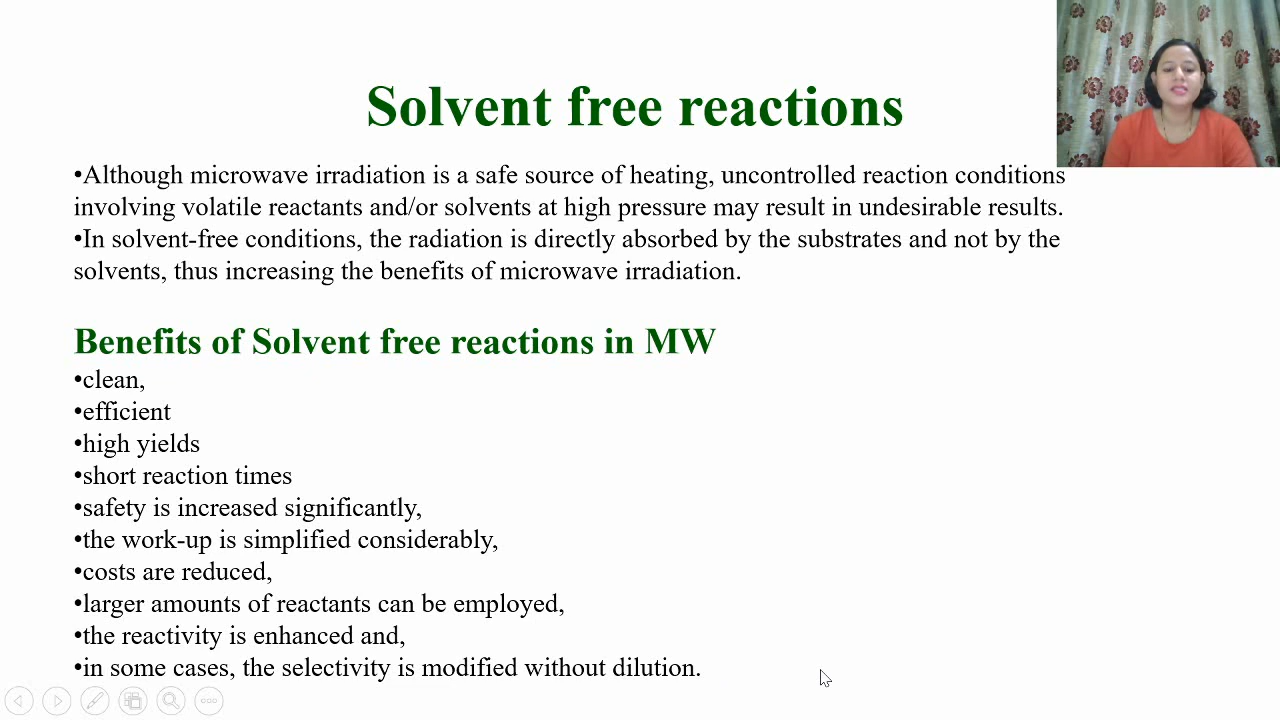 Solvent free reactions
•Although microwave irradiation is a safe source of heating, uncontrolled reaction conditions
involving volatile reactants and/or solvents at high pressure may result in undesirable results.
•In solvent-free conditions, the radiation is directly absorbed by the substrates and not by the
solvents, thus increasing the benefits of microwave irradiation.
Benefits of Solvent free reactions in MW
•clean,
•efficient
•high yields
•short reaction times
•safety is increased significantly,
•the work-up is simplified considerably,
•costs are reduced,
•larger amounts of reactants can be employed,
•the reactivity is enhanced and,
•in some cases, the selectivity is modified without dilution.